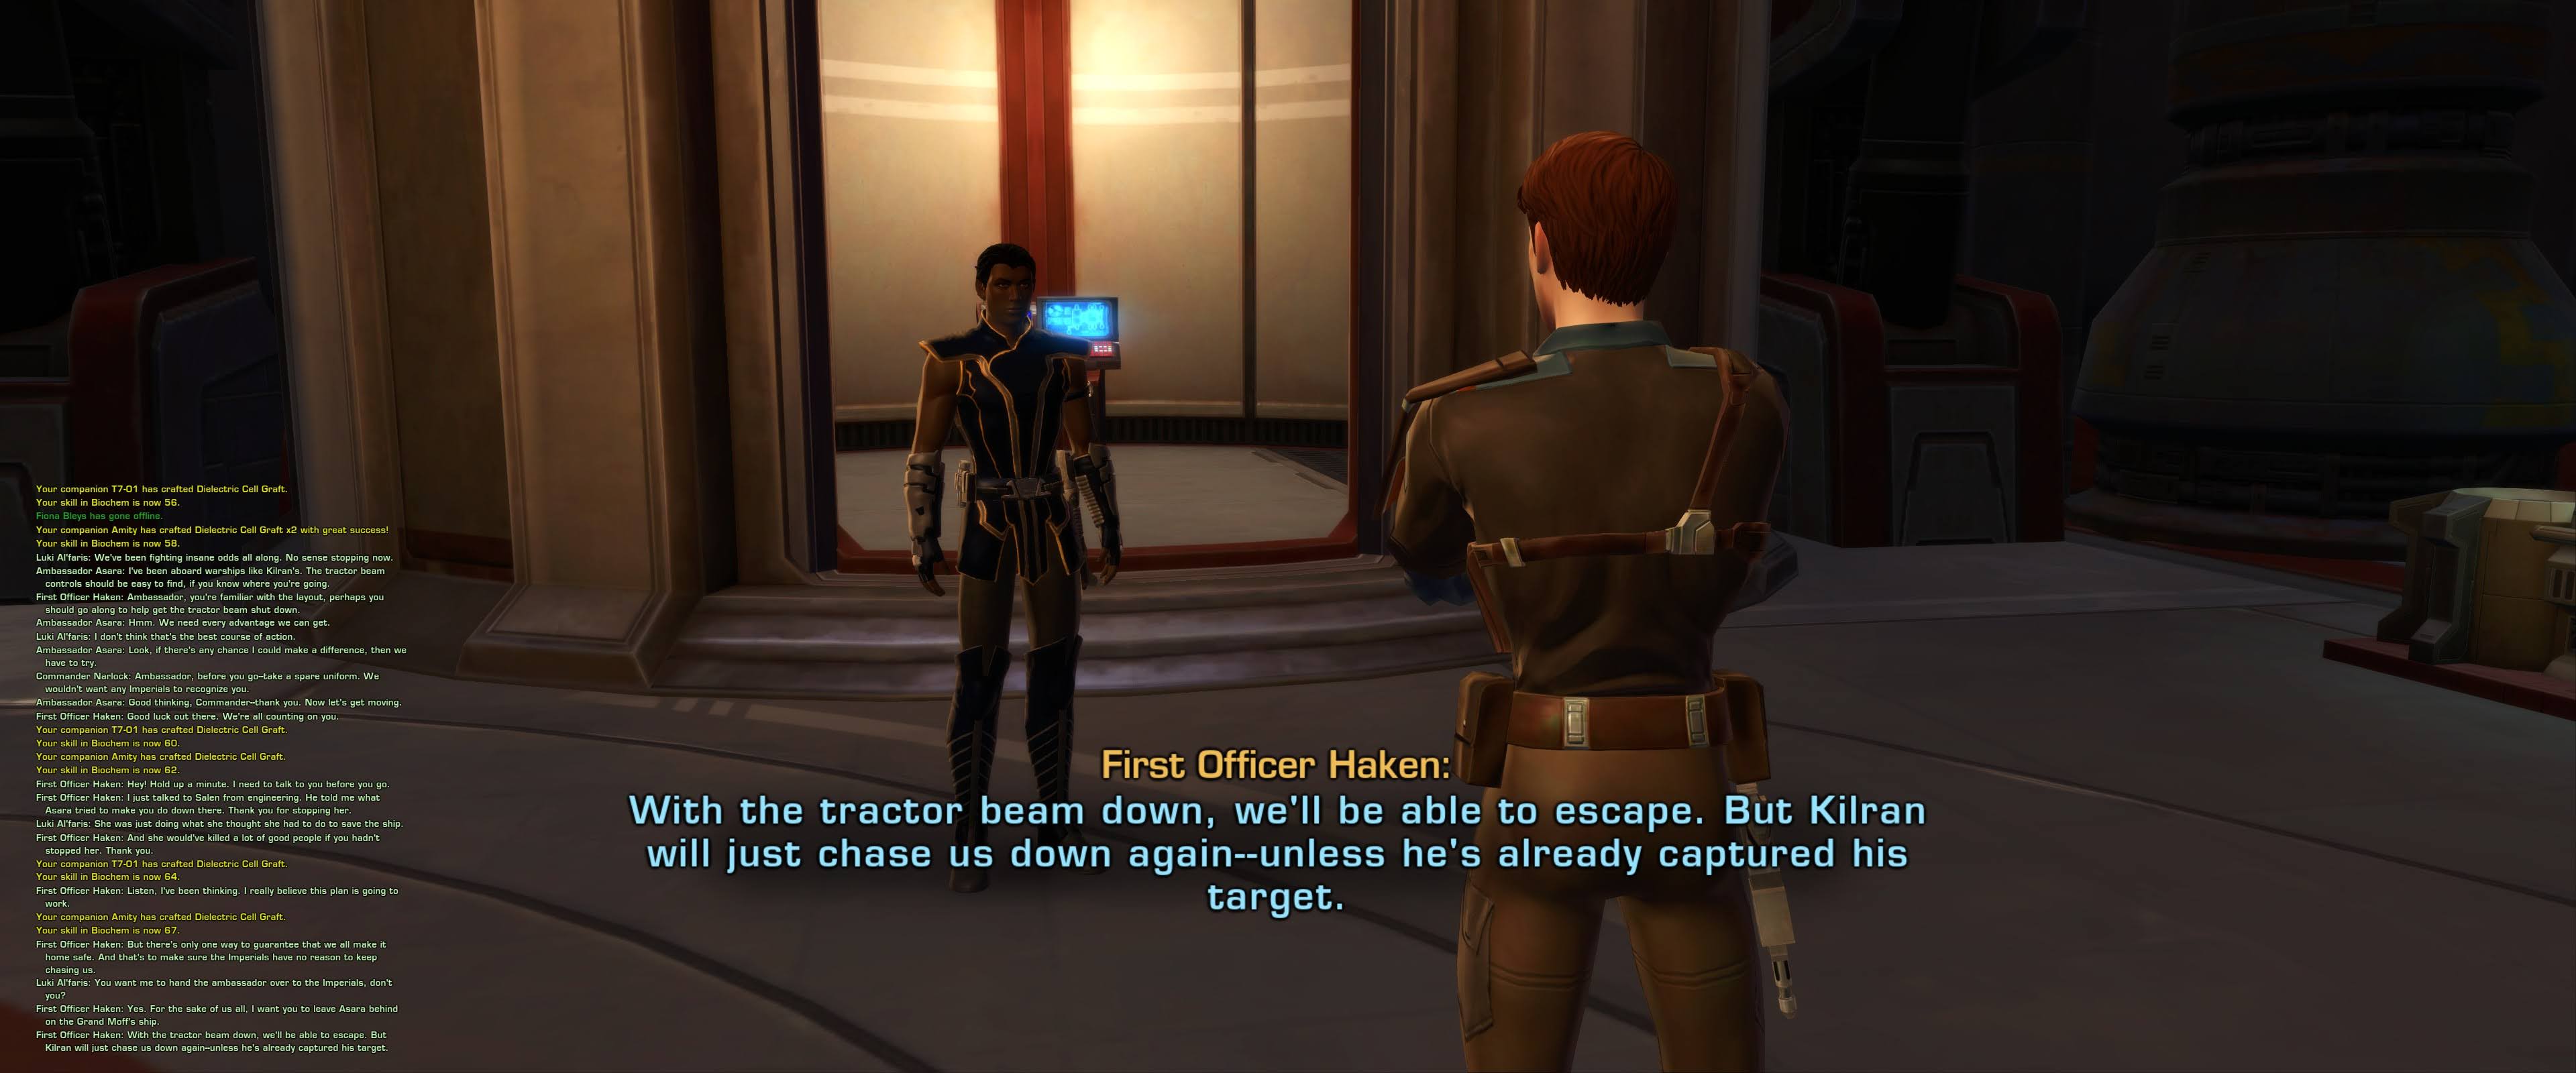 Your companion T7-O1 has crafted Dielectric Cell Graft.
Your skill in Biochem is now 56.
Fiona Bleys has gone offline.
Your companion Amity has crafted Dielectric Cell Graft x2 with great success!
Your skill in Biochem is now 58.
Luki Al'faris: We've been fighting insane odds all along. No sense stopping now.
Ambassador Asara: I've been aboard warships like Kilran's. The tractor beam
controls should be easy to find, if you know where you're going.
First Officer Haken: Ambassador, you're familiar with the layout, perhaps you
should go along to help get the tractor beam shut down.
Ambassador Asara: Hmm. We need every advantage we can get.
Luki Al'faris: I don't think that's the best course of action.
Ambassador Asara: Look, if there's any chance I could make a difference, then we
have to try.
Commander Narlock: Ambassador, before you go--take a spare uniform. We
wouldn't want any Imperials to recognize you.
Ambassador Asara: Good thinking, Commander--thank you. Now let's get moving.
First Officer Haken: Good luck out there. We're all counting on you.
Your companion T7-O1 has crafted Dielectric Cell Graft.
Your skill in Biochem is now 60.
Your companion Amity has crafted Dielectric Cell Graft.
Your skill in Biochem is now 62.
First Officer Haken: Hey! Hold up a minute. I need to talk to you before you go.
First Officer Haken: I just talked to Salen from engineering. He told me what
Asara tried to make you do down there. Thank you for stopping her.
Luki Al'faris: She was just doing what she thought she had to do to save the ship.
First Officer Haken: And she would've killed a lot of good people if you hadn't
stopped her. Thank you.
Your companion T7-O1 has crafted Dielectric Cell Graft.
Your skill in Biochem is now 64.
First Officer Haken: Listen, I've been thinking. I really believe this plan is going to
work.
Your companion Amity has crafted Dielectric Cell Graft.
Your skill in Biochem is now 67.
First Officer Haken: But there's only one way to guarantee that we all make it
home safe. And that's to make sure the Imperials have no reason to keep
chasing us.
Luki Al'faris: You want me to hand the ambassador over to the Imperials, don't
you?
First Officer Haken: Yes. For the sake of us all, I want you to leave Asara behind
on the Grand Moff's ship.
First Officer Haken: With the tractor beam down, we'll be able to escape. But
Kilran will just chase us down again--unless he's already captured his target.
First Officer Haken:
With the tractor beam down, we'll be able to escape. But Kilran
will just chase us down again--unless he's already captured his
target.